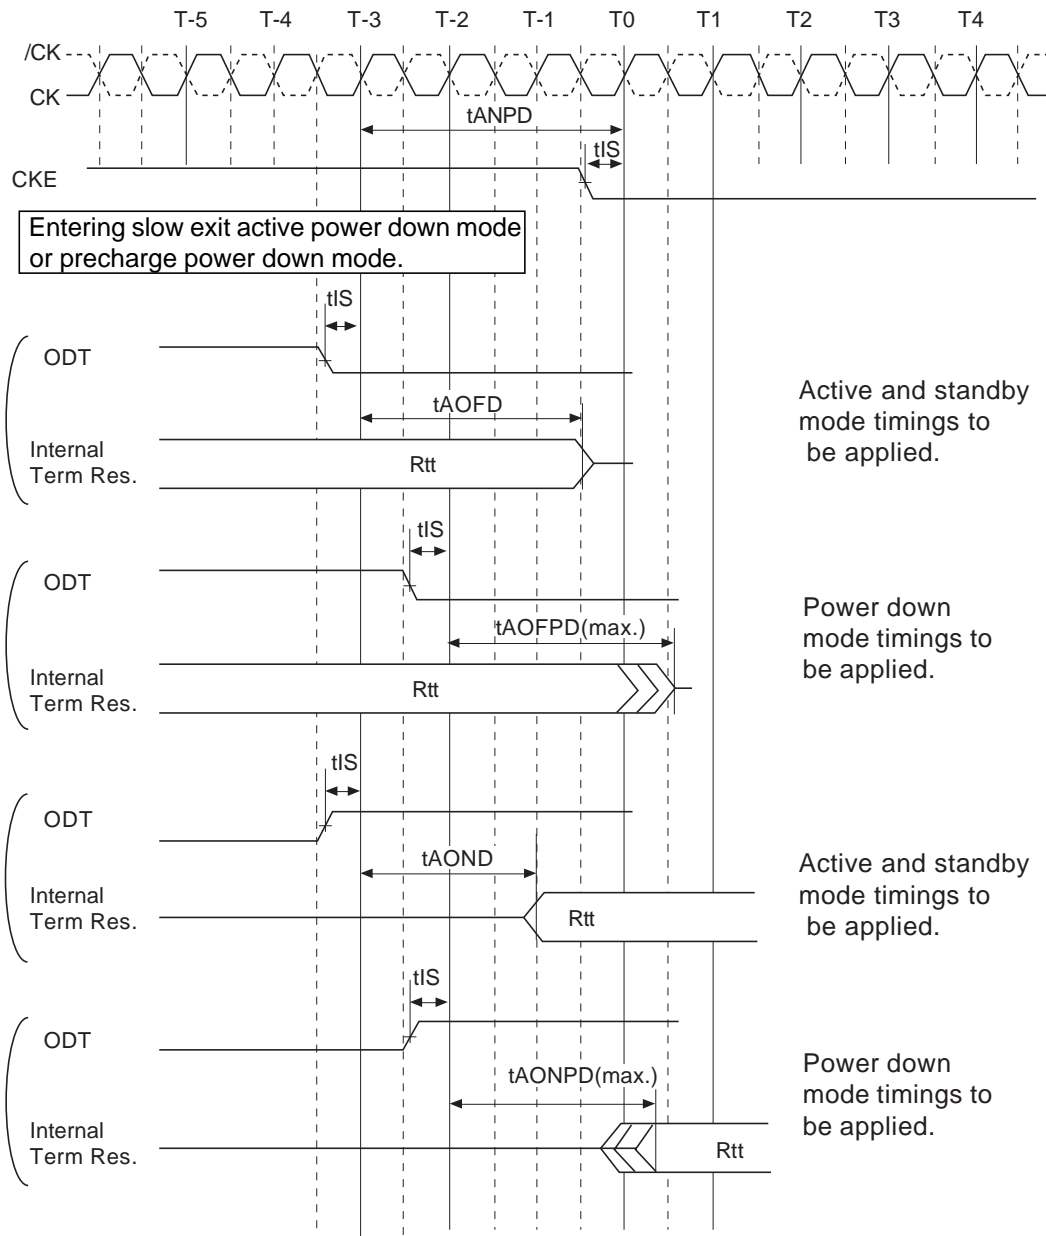 T-5 T-4 T-3 T-2 T-1 T0 T1 T2 T3 T4
/CK
CK
tANPD
tIS
CKE
Entering slow exit active power down mode
or precharge power down mode.
tIS
ODT
tAOFD
Internal
Term Res.
Rtt
Active and standby
mode timings to
be applied.
tIS
ODT
tAOFPD(max.)
Internal
Term Res.
Rtt
Power down
mode timings to
be applied.
tIS
ODT
tAOND
Internal
Term Res.
Rtt
Active and standby
mode timings to
be applied.
tIS
ODT
tAONPD(max.)
Internal
Term Res.
Rtt
Power down
mode timings to
be applied.